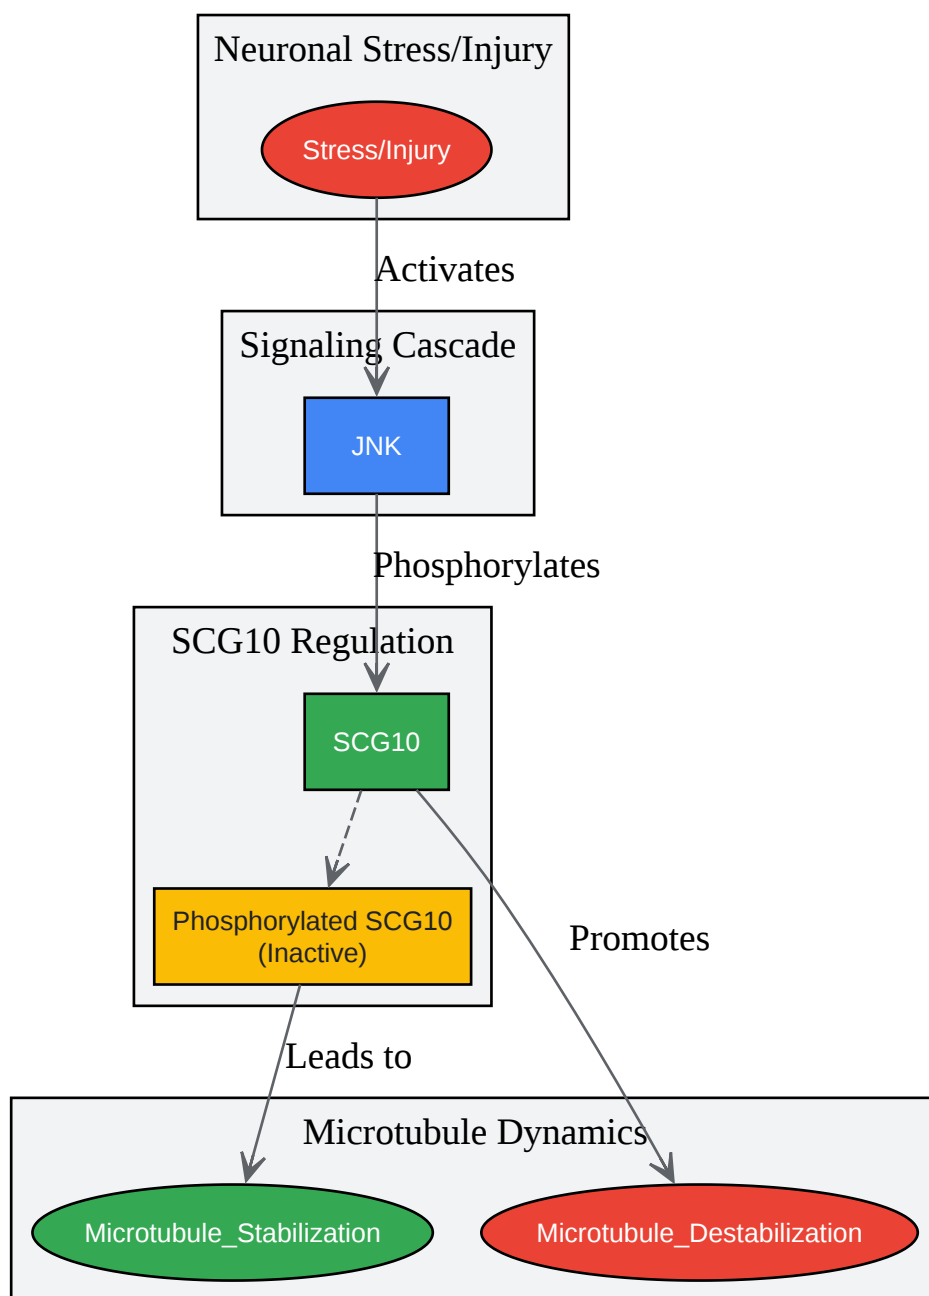 Neuronal Stress/Injury
Stress/Injury
Activates
Signaling Cascade
JNK
Phosphorylates
SCG10 Regulation
SCG10
Phosphorylated SCG10
(Inactive)
Promotes
Leads to
Microtubule Dynamics
Microtubule_Stabilization
Microtubule_Destabilization